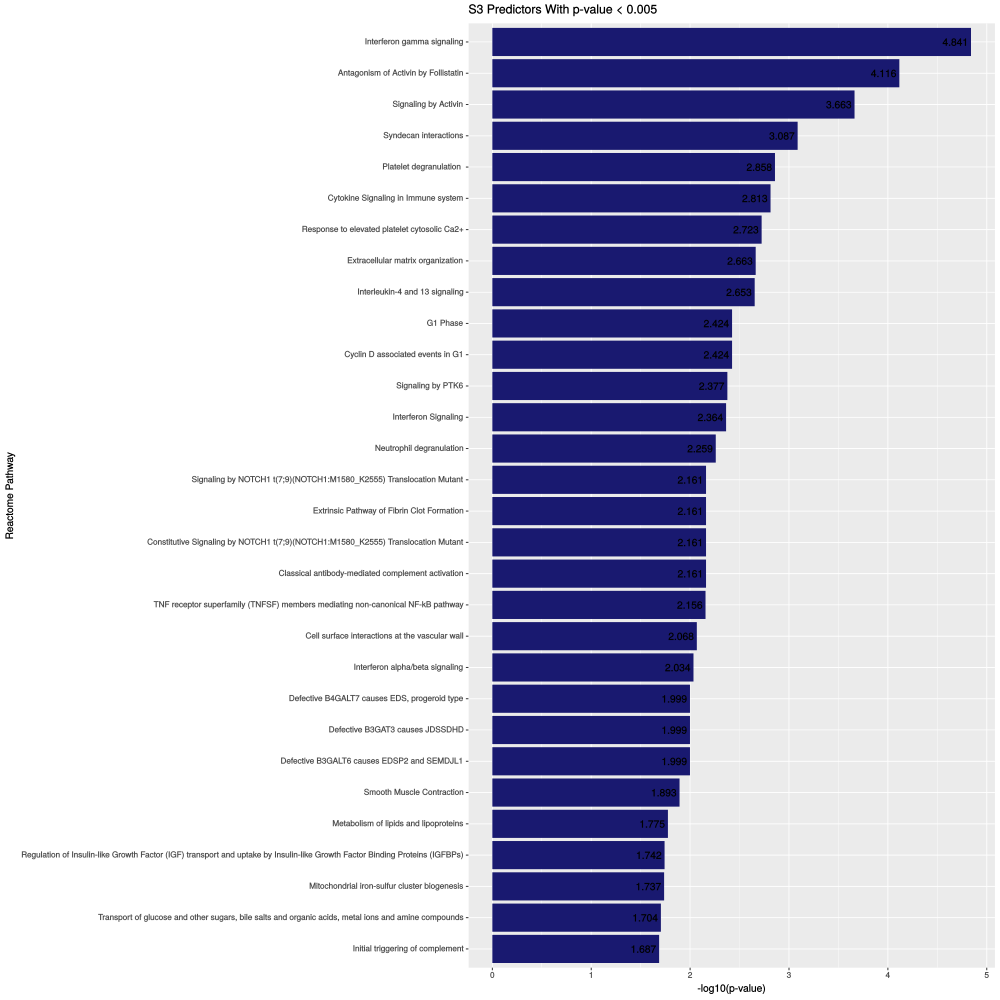 S3 Predictors With p-value < 0.005
Interferon gamma signaling 4.841
Antagonism of Activin by Follistatin 4.116
Signaling by Activin 3.663
Syndecan interactions 3.087
Platelet degranulation 2.858
Cytokine Signaling in Immune system 2.813
Response to elevated platelet cytosolic Ca2+ 2.723
Extracellular matrix organization 2.663
Interleukin-4 and 13 signaling 2.653
G1 Phase 2.424
Cyclin D associated events in G1 2.424
Signaling by PTK6 2.377
Interferon Signaling 2.364
Neutrophil degranulation 2.259
Signaling by NOTCH1 t(7;9)(NOTCH1:M1580_K2555) Translocation Mutant 2.161
Extrinsic Pathway of Fibrin Clot Formation 2.161
Constitutive Signaling by NOTCH1 t(7;9)(NOTCH1:M1580_K2555) Translocation Mutant 2.161
Classical antibody-mediated complement activation 2.161
TNF receptor superfamily (TNFSF) members mediating non-canonical NF-kB pathway 2.156
Cell surface interactions at the vascular wall 2.068
Interferon alpha/beta signaling 2.034
Defective B4GALT7 causes EDS, progeroid type 1.999
Defective B3GAT3 causes JDSSDHD 1.999
Defective B3GALT6 causes EDSP2 and SEMDJL1 1.999
Smooth Muscle Contraction 1.893
Metabolism of lipids and lipoproteins 1.775
Regulation of Insulin-like Growth Factor (IGF) transport and uptake by Insulin-like Growth Factor Binding Proteins (IGFBPs) 1.742
Mitochondrial iron-sulfur cluster biogenesis 1.737
Transport of glucose and other sugars, bile salts and organic acids, metal ions and amine compounds 1.704
Initial triggering of complement 1.687
0 1 2 3 4 5
-log10(p-value)
Reactome Pathway